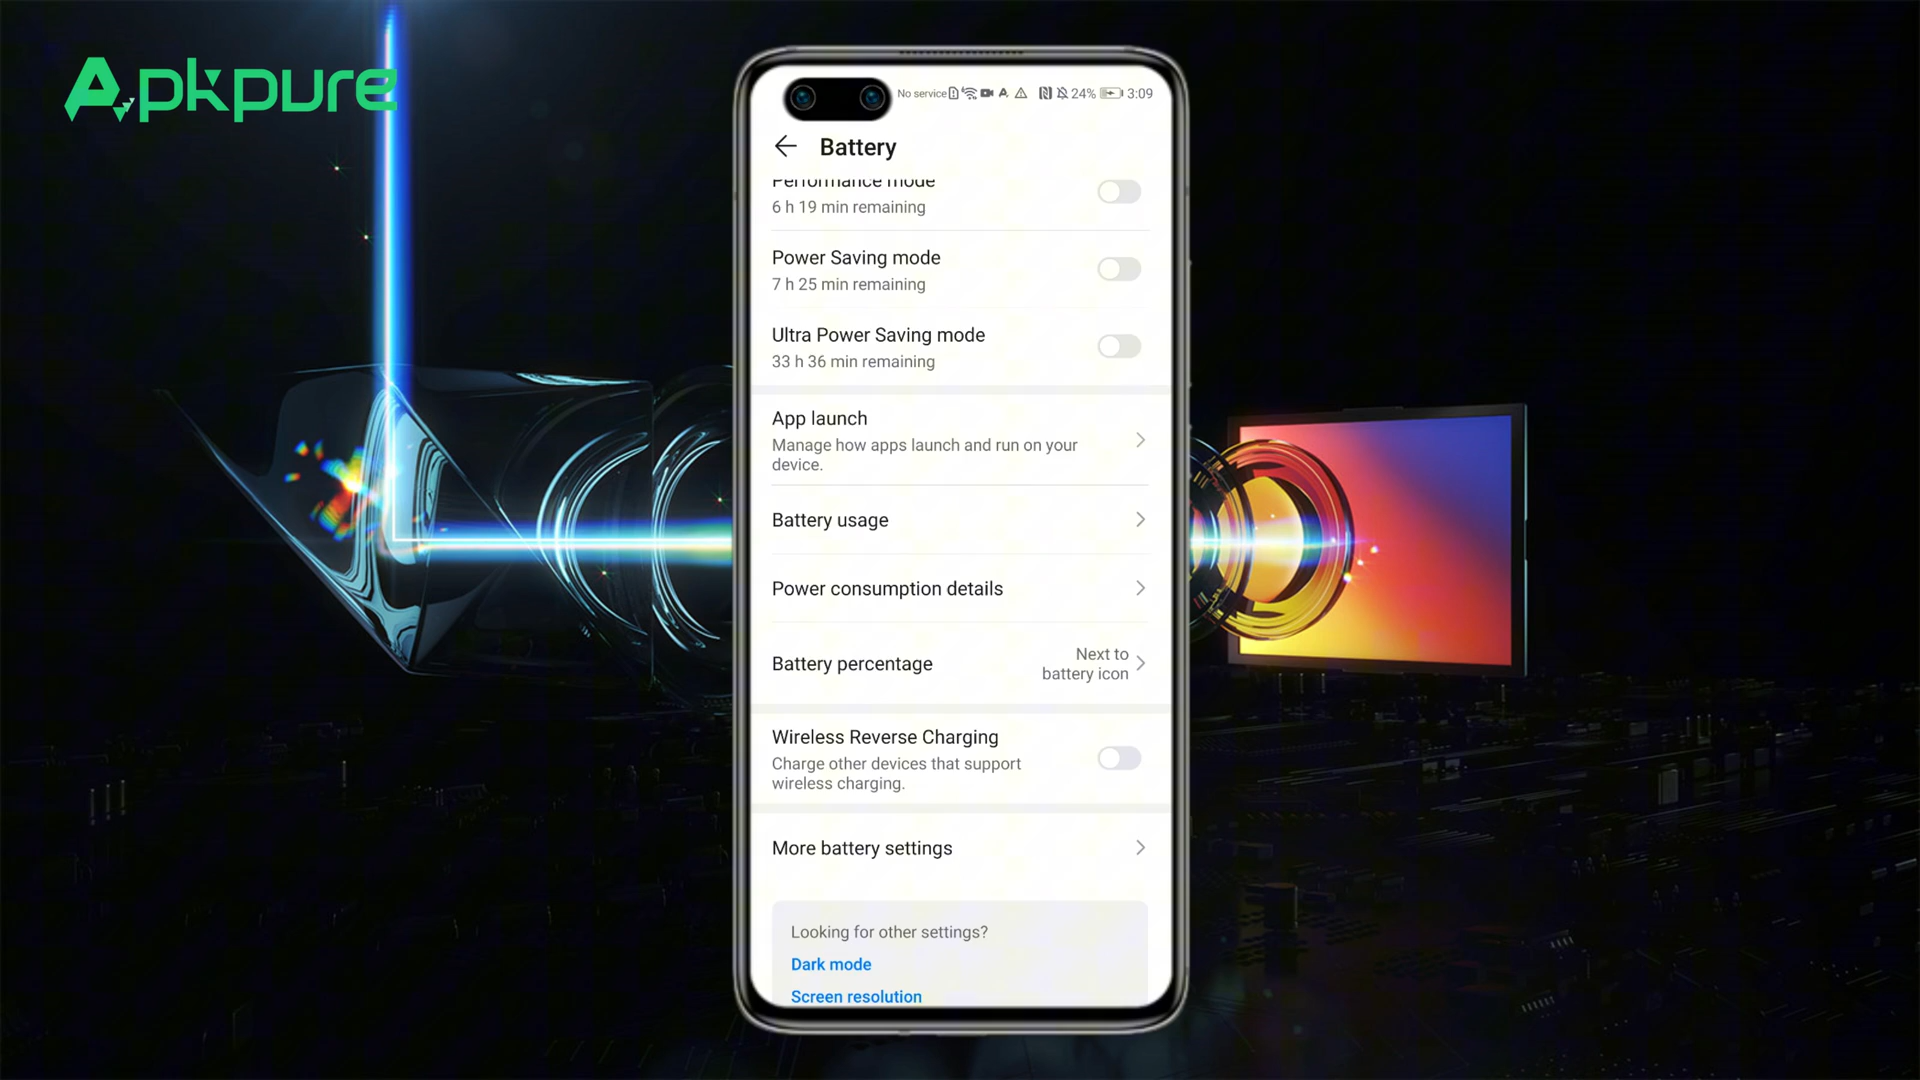 Apkpure
No service 24% 3:09
Battery
Performance mode
6 h 19 min remaining
Power Saving mode
7 h 25 min remaining
Ultra Power Saving mode
33 h 36 min remaining
App launch
Manage how apps launch and run on your
device.
Battery usage
Power consumption details
Battery percentage
Next to
battery icon
Wireless Reverse Charging
Charge other devices that support
wireless charging.
More battery settings
Looking for other settings?
Dark mode
Screen resolution